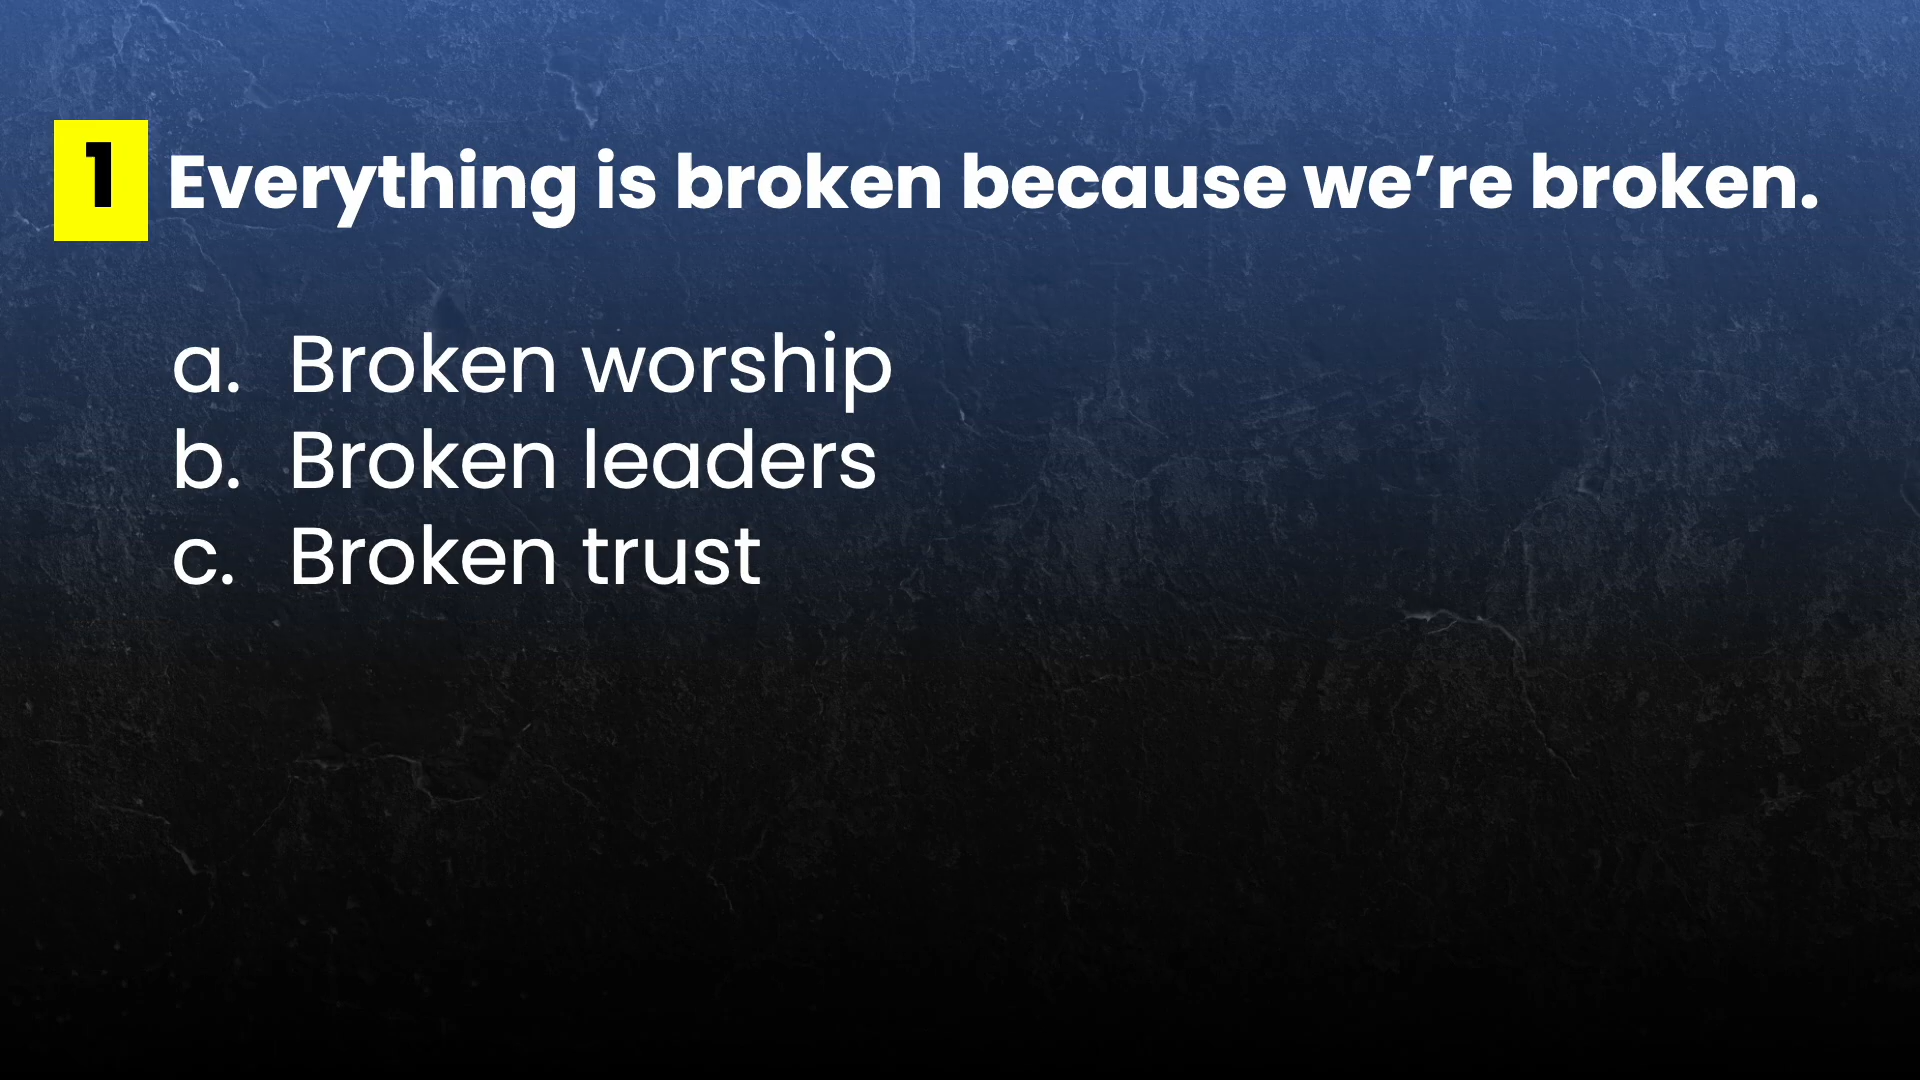 1 Everything is broken because we’re broken.
a. Broken worship
b. Broken leaders
c. Broken trust